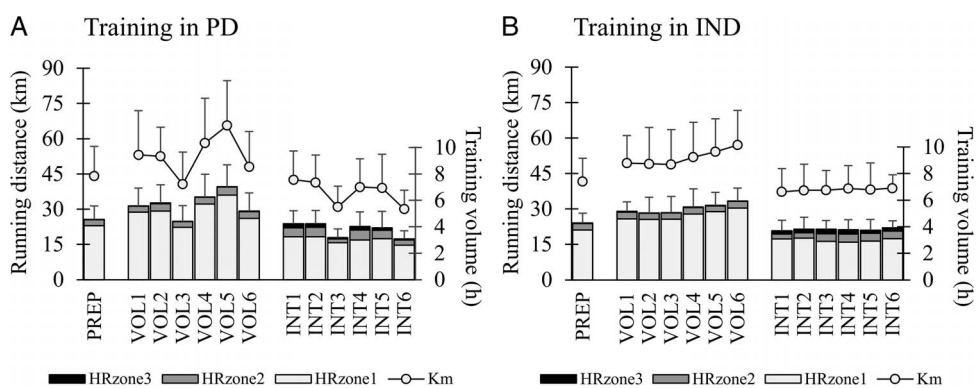 A Training in PD
Running distance (km)
90
75
60
45
30
15
0
10
8
6
4
2
0
Training volume (h)
PREP
VOL1
VOL2
VOL3
VOL4
VOL5
VOL6
INT1
INT2
INT3
INT4
INT5
INT6
HRzone3 HRzone2 HRzone1 Km
B Training in IND
Running distance (km)
90
75
60
45
30
15
0
10
8
6
4
2
0
Training volume (h)
PREP
VOL1
VOL2
VOL3
VOL4
VOL5
VOL6
INT1
INT2
INT3
INT4
INT5
INT6
HRzone3 HRzone2 HRzone1 Km